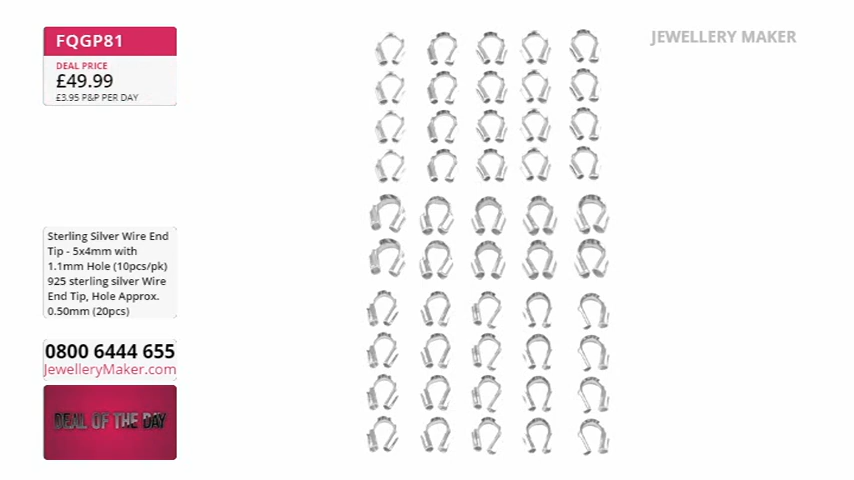 FQGP81
DEAL PRICE
£49.99
£3.95 P&P PER DAY
JEWELLERY MAKER
Sterling Silver Wire End
Tip - 5x4mm with
1.1mm Hole (10pcs/pk)
925 sterling silver Wire
End Tip, Hole Approx.
0.50mm (20pcs)
0800 6444 655
JewelleryMaker.com
DEAL OF THE DAY